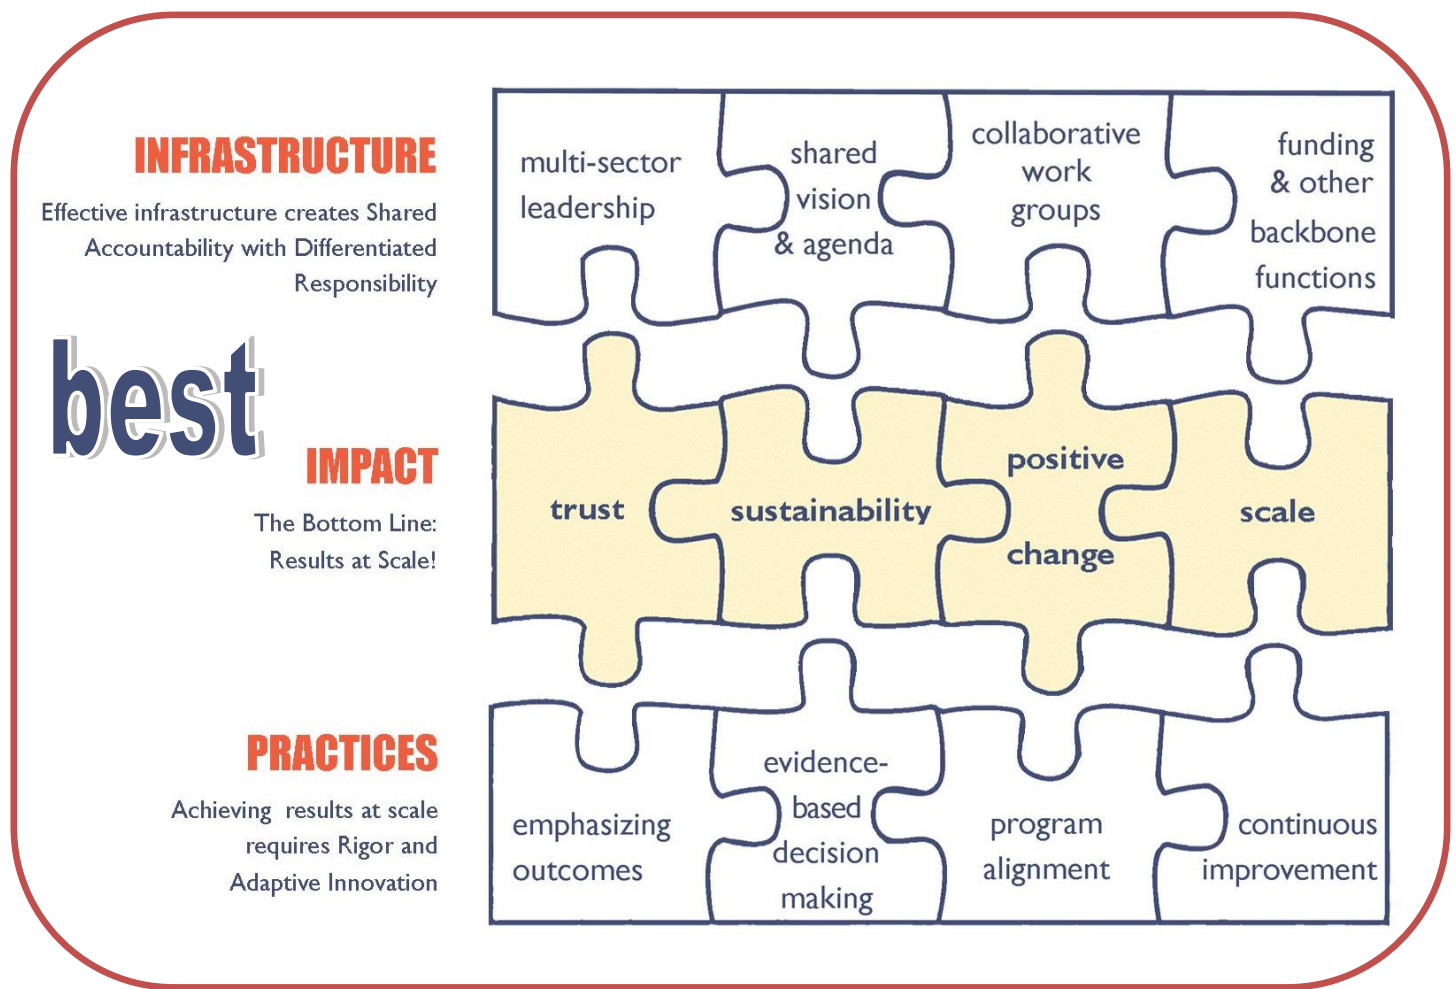 INFRASTRUCTURE
Effective infrastructure creates Shared
Accountability with Differentiated
Responsibility
multi-sector
leadership
shared
vision
& agenda
collaborative
work
groups
funding
& other
backbone
functions
best
IMPACT
The Bottom Line:
Results at Scale!
trust
sustainability
positive
change
scale
PRACTICES
Achieving results at scale
requires Rigor and
Adaptive Innovation
emphasizing
outcomes
evidence-
based
decision
making
program
alignment
continuous
improvement